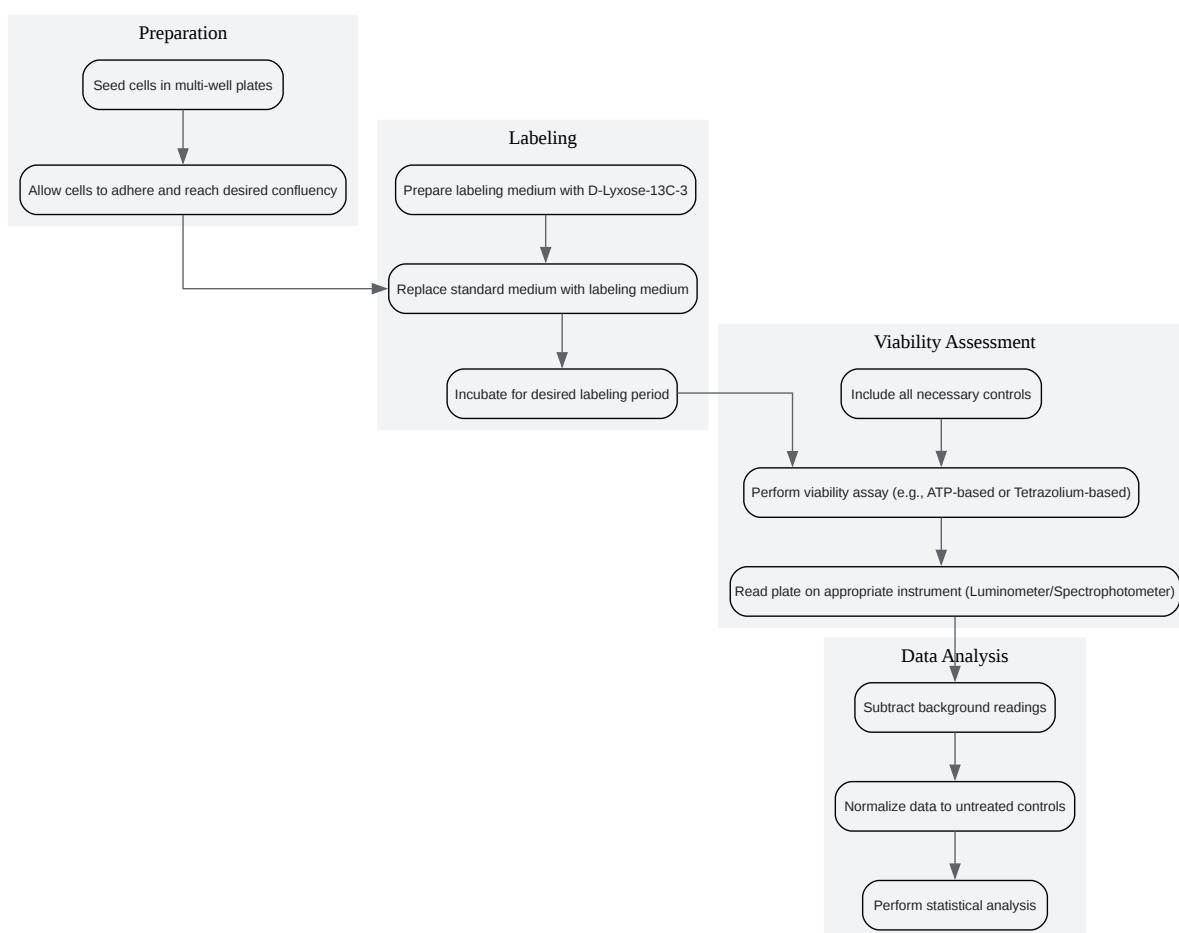 Preparation
Seed cells in multi-well plates
Allow cells to adhere and reach desired confluency
Labeling
Prepare labeling medium with D-Lyxose-13C-3
Replace standard medium with labeling medium
Incubate for desired labeling period
Viability Assessment
Include all necessary controls
Perform viability assay (e.g., ATP-based or Tetrazolium-based)
Read plate on appropriate instrument (Luminometer/Spectrophotometer)
Data Analysis
Subtract background readings
Normalize data to untreated controls
Perform statistical analysis